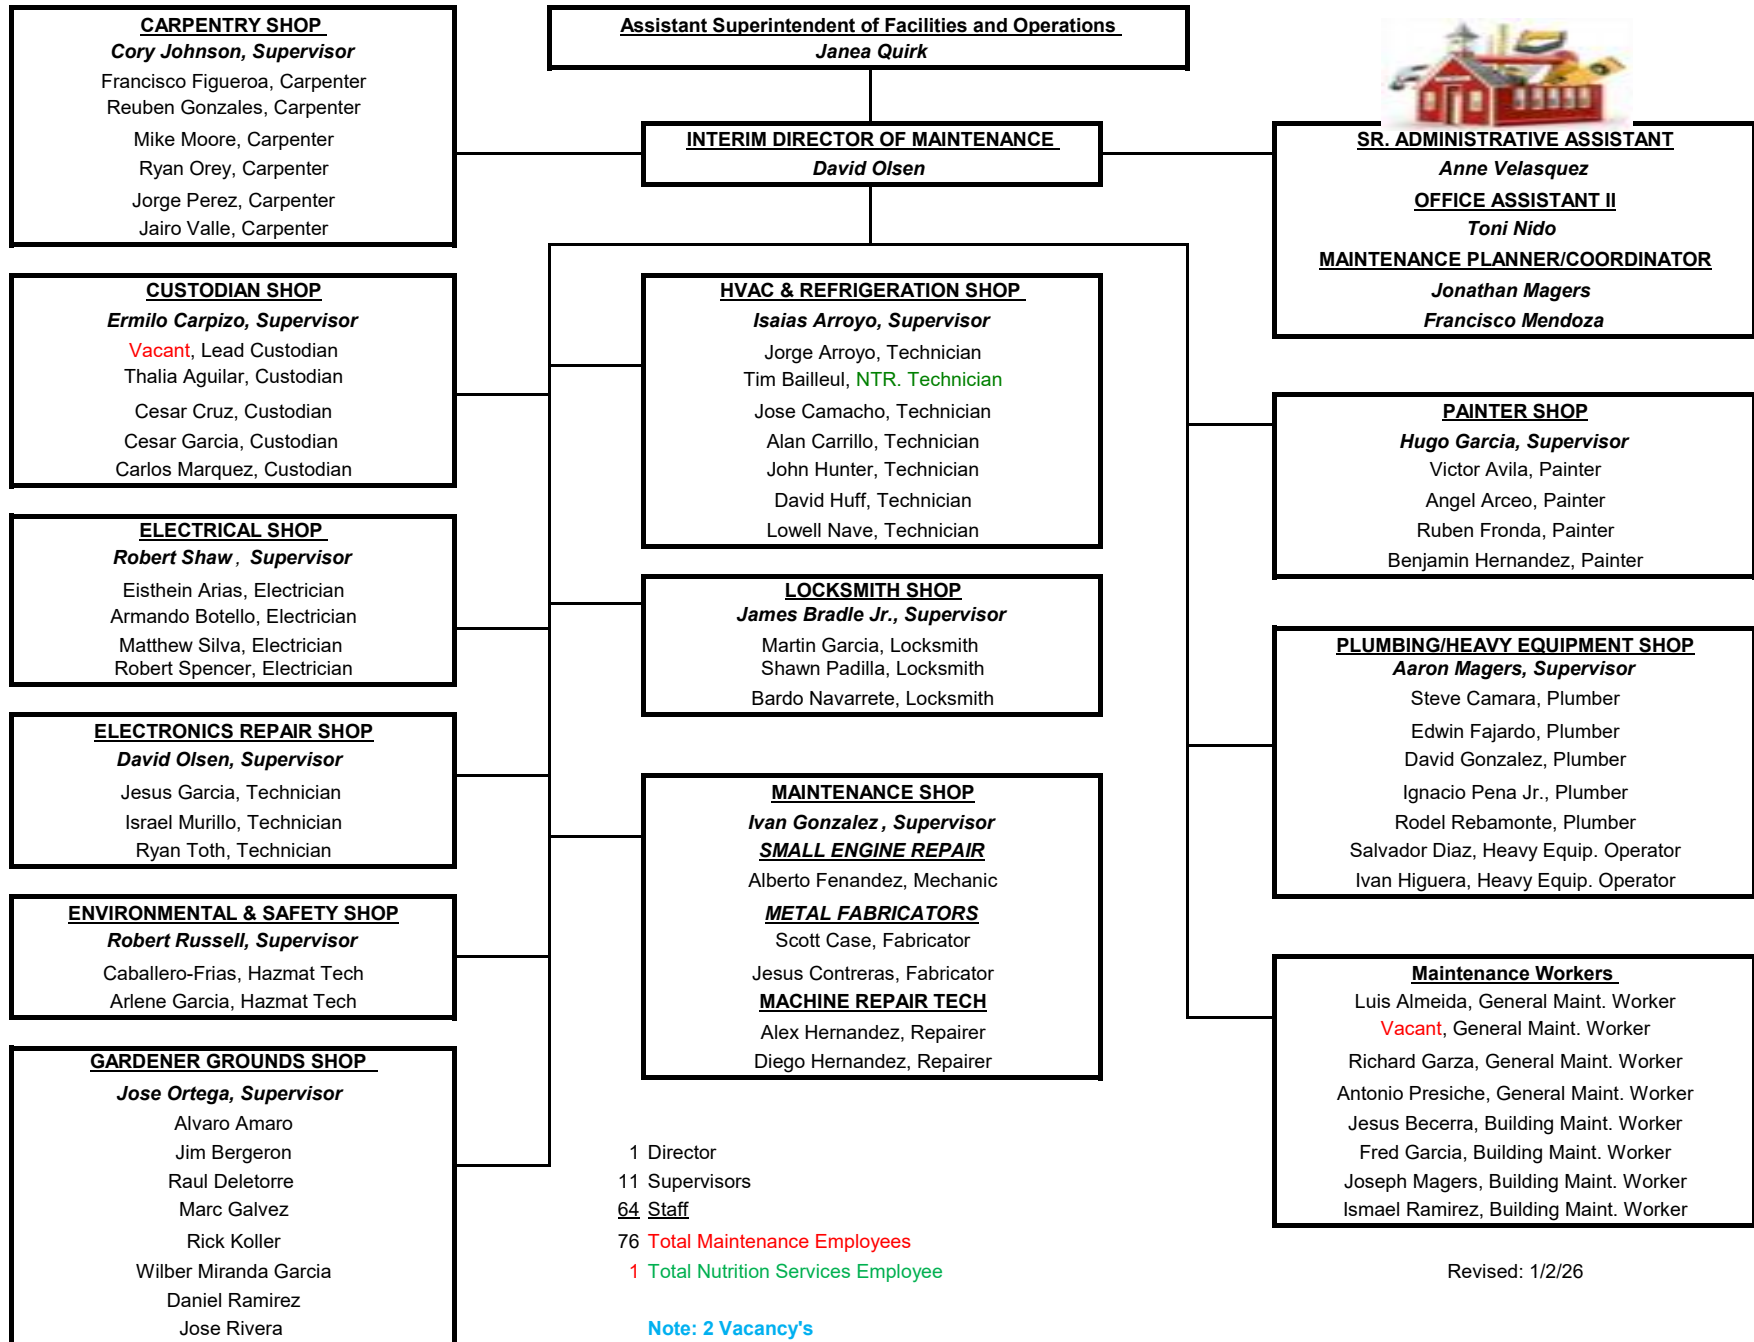 CARPENTRY SHOP
Cory Johnson, Supervisor
Francisco Figueroa, Carpenter
Reuben Gonzales, Carpenter
Mike Moore, Carpenter
Ryan Orey, Carpenter
Jorge Perez, Carpenter
Jairo Valle, Carpenter
Assistant Superintendent of Facilities and Operations
Janea Quirk
INTERIM DIRECTOR OF MAINTENANCE
David Olsen
SR. ADMINISTRATIVE ASSISTANT
Anne Velasquez
OFFICE ASSISTANT II
Toni Nido
MAINTENANCE PLANNER/COORDINATOR
Jonathan Magers
Francisco Mendoza
CUSTODIAN SHOP
Ermilo Carpizo, Supervisor
Vacant, Lead Custodian
Thalia Aguilar, Custodian
Cesar Cruz, Custodian
Cesar Garcia, Custodian
Carlos Marquez, Custodian
ELECTRICAL SHOP
Robert Shaw , Supervisor
Eisthein Arias, Electrician
Armando Botello, Electrician
Matthew Silva, Electrician
Robert Spencer, Electrician
ELECTRONICS REPAIR SHOP
David Olsen, Supervisor
Jesus Garcia, Technician
Israel Murillo, Technician
Ryan Toth, Technician
ENVIRONMENTAL & SAFETY SHOP
Robert Russell, Supervisor
Caballero-Frias, Hazmat Tech
Arlene Garcia, Hazmat Tech
GARDENER GROUNDS SHOP
Jose Ortega, Supervisor
Alvaro Amaro
Jim Bergeron
Raul Deletorre
Marc Galvez
Rick Koller
Wilber Miranda Garcia
Daniel Ramirez
Jose Rivera
HVAC & REFRIGERATION SHOP
Isaias Arroyo, Supervisor
Jorge Arroyo, Technician
Tim Bailleul, NTR. Technician
Jose Camacho, Technician
Alan Carrillo, Technician
John Hunter, Technician
David Huff, Technician
Lowell Nave, Technician
LOCKSMITH SHOP
James Bradle Jr., Supervisor
Martin Garcia, Locksmith
Shawn Padilla, Locksmith
Bardo Navarrete, Locksmith
MAINTENANCE SHOP
Ivan Gonzalez , Supervisor
SMALL ENGINE REPAIR
Alberto Fenandez, Mechanic
METAL FABRICATORS
Scott Case, Fabricator
Jesus Contreras, Fabricator
MACHINE REPAIR TECH
Alex Hernandez, Repairer
Diego Hernandez, Repairer
1 Director
11 Supervisors
64 Staff
76 Total Maintenance Employees
1 Total Nutrition Services Employee
Note: 2 Vacancy's
PAINTER SHOP
Hugo Garcia, Supervisor
Victor Avila, Painter
Angel Arceo, Painter
Ruben Fronda, Painter
Benjamin Hernandez, Painter
PLUMBING/HEAVY EQUIPMENT SHOP
Aaron Magers, Supervisor
Steve Camara, Plumber
Edwin Fajardo, Plumber
David Gonzalez, Plumber
Ignacio Pena Jr., Plumber
Rodel Rebamonte, Plumber
Salvador Diaz, Heavy Equip. Operator
Ivan Higuera, Heavy Equip. Operator
Maintenance Workers
Luis Almeida, General Maint. Worker
Vacant, General Maint. Worker
Richard Garza, General Maint. Worker
Antonio Presiche, General Maint. Worker
Jesus Becerra, Building Maint. Worker
Fred Garcia, Building Maint. Worker
Joseph Magers, Building Maint. Worker
Ismael Ramirez, Building Maint. Worker
Revised: 1/2/26